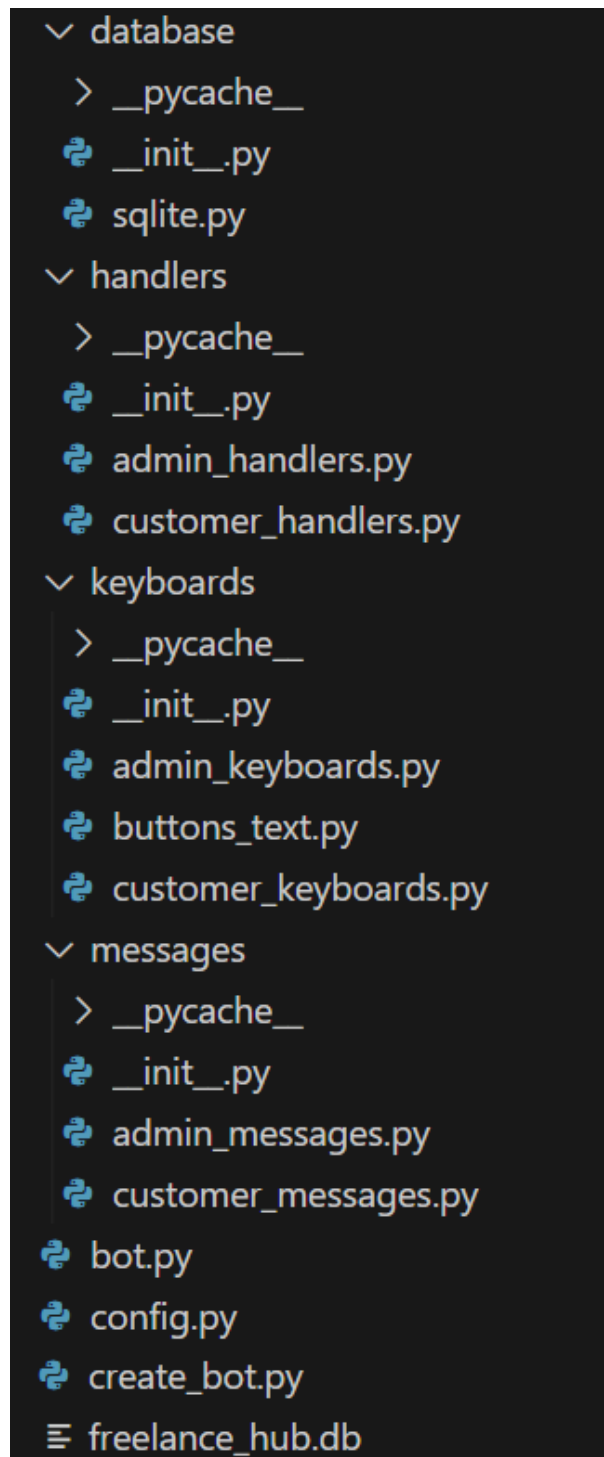 database
__pycache__
__init__.py
sqlite.py
handlers
__pycache__
__init__.py
admin_handlers.py
customer_handlers.py
keyboards
__pycache__
__init__.py
admin_keyboards.py
buttons_text.py
customer_keyboards.py
messages
__pycache__
__init__.py
admin_messages.py
customer_messages.py
bot.py
config.py
create_bot.py
freelance_hub.db